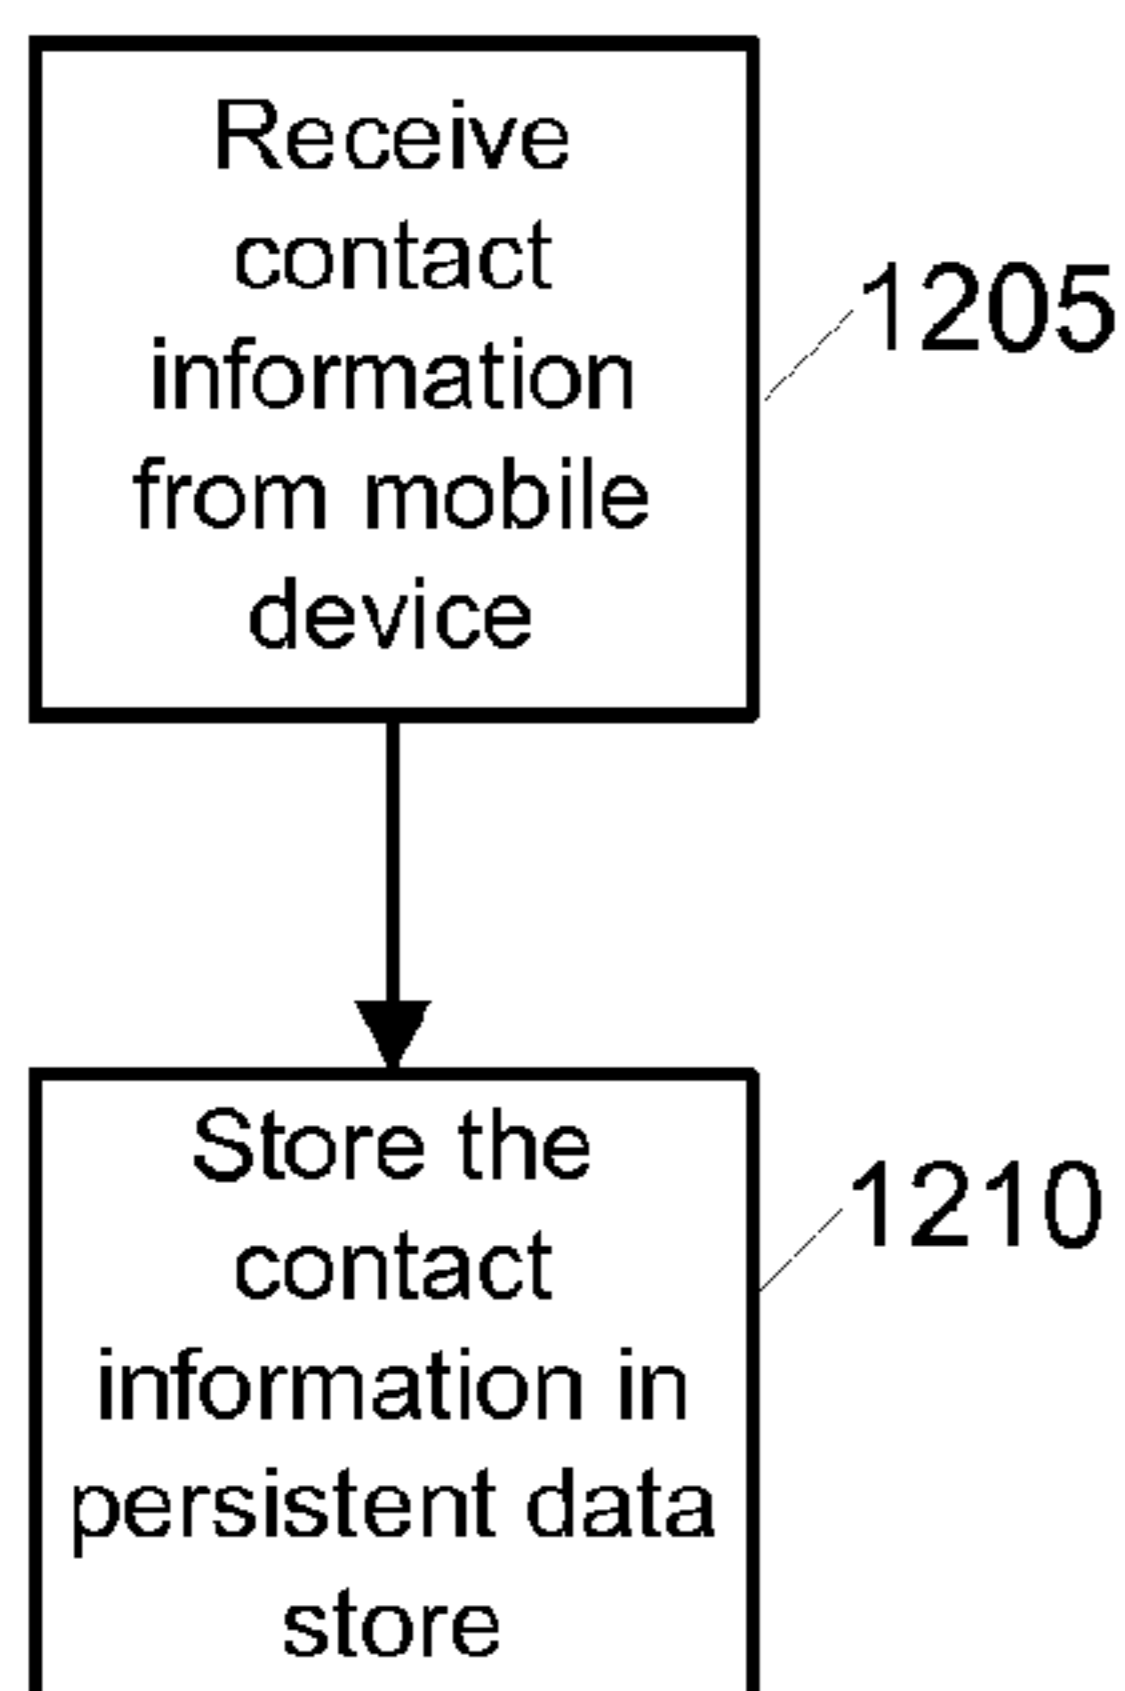 Receive
contact
information
from mobile
device
1205
Store the
contact
information in
persistent data
store
1210